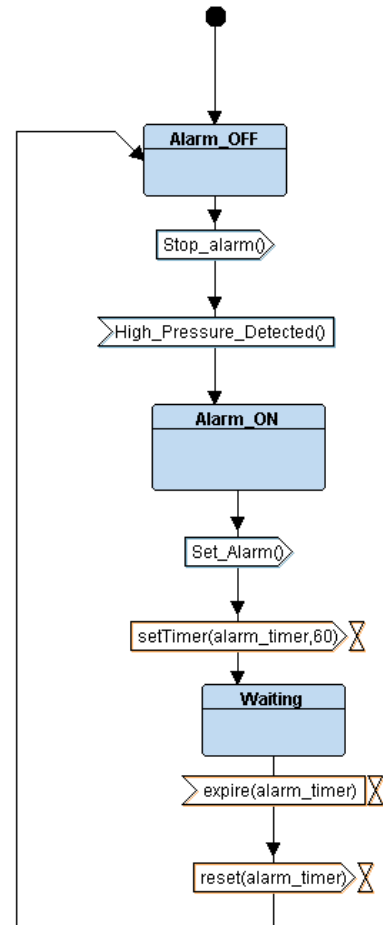 Alarm_OFF
Stop_alarm()
High_Pressure_Detected()
Alarm_ON
Set_Alarm()
setTimer(alarm_timer,60)
Waiting
expire(alarm_timer)
reset(alarm_timer)